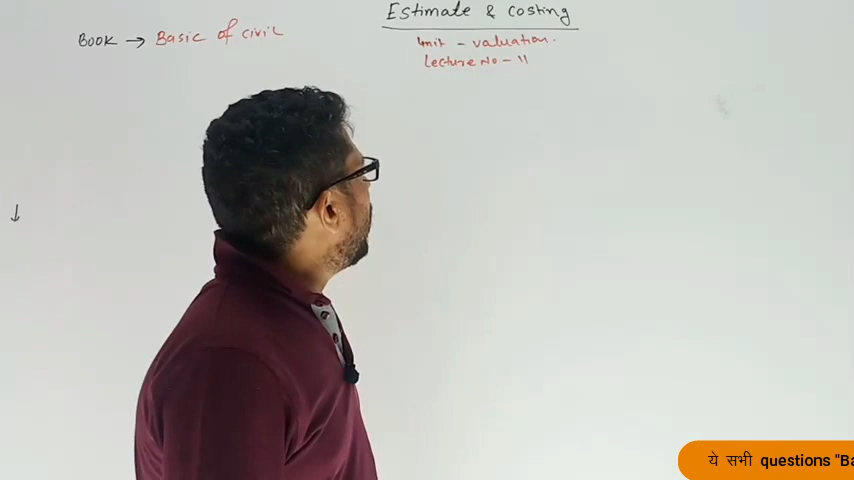 Estimate & costing
BOOK → Basic of civil
unit - valuation.
Lecture No - 11
↓
ये सभी questions "Ba